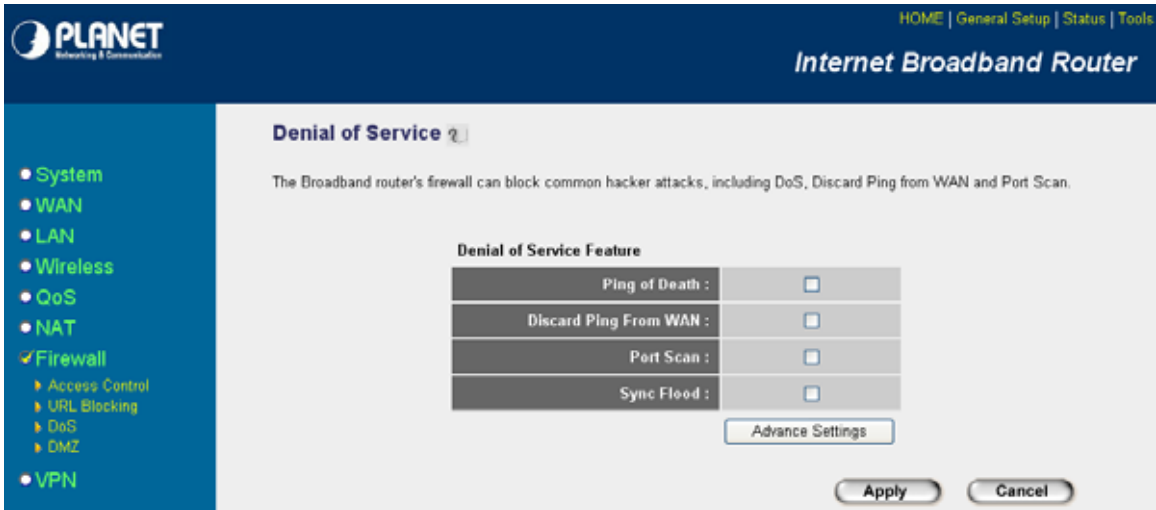 PLANET
Networking & Communication
HOME | General Setup | Status | Tools
Internet Broadband Router
System
WAN
LAN
Wireless
QoS
NAT
Firewall
Access Control
URL Blocking
DoS
DMZ
VPN
Denial of Service ?
The Broadband router's firewall can block common hacker attacks, including DoS, Discard Ping from WAN and Port Scan.
Denial of Service Feature
Ping of Death :
Discard Ping From WAN :
Port Scan :
Sync Flood :
Advance Settings
Apply Cancel